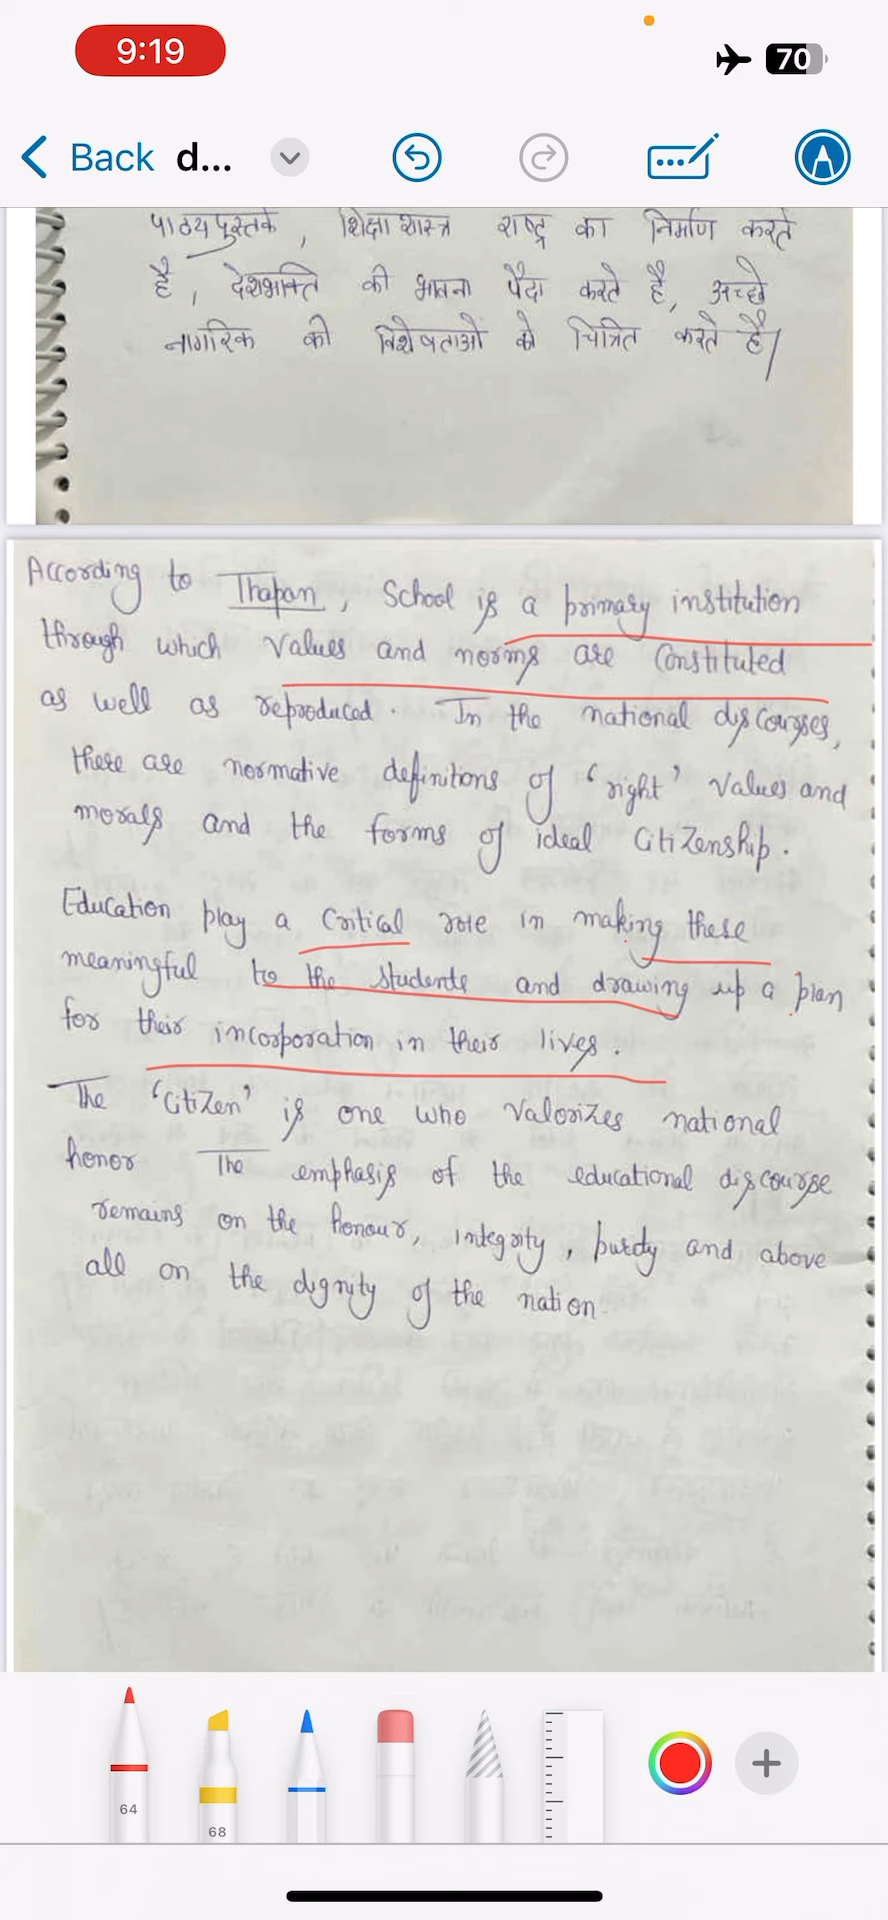 9:19
70
Back d...
पाठ्यपुस्तके , शिक्षा शास्त्र राष्ट्र का निर्माण करते
है , देशभक्ति की भावना पैदा करते है, अच्छे
नागरिक की विशेषताओं को चित्रित करते है।
According to Thapan, School is a primary institution
through which values and norms are Constituted
as well as reproduced. In the national discourses,
these are normative definitions of 'right' values and
morals and the forms of ideal Citizenship.
Education play a Critical role in making these
meaningful to the students and drawing up a plan
for their incorporation in their lives.
The 'Citizen' is one who valorizes national
honor The emphasis of the educational discourse
remains on the honour, integrity, and above
all on the dignity of the nation.
64
68